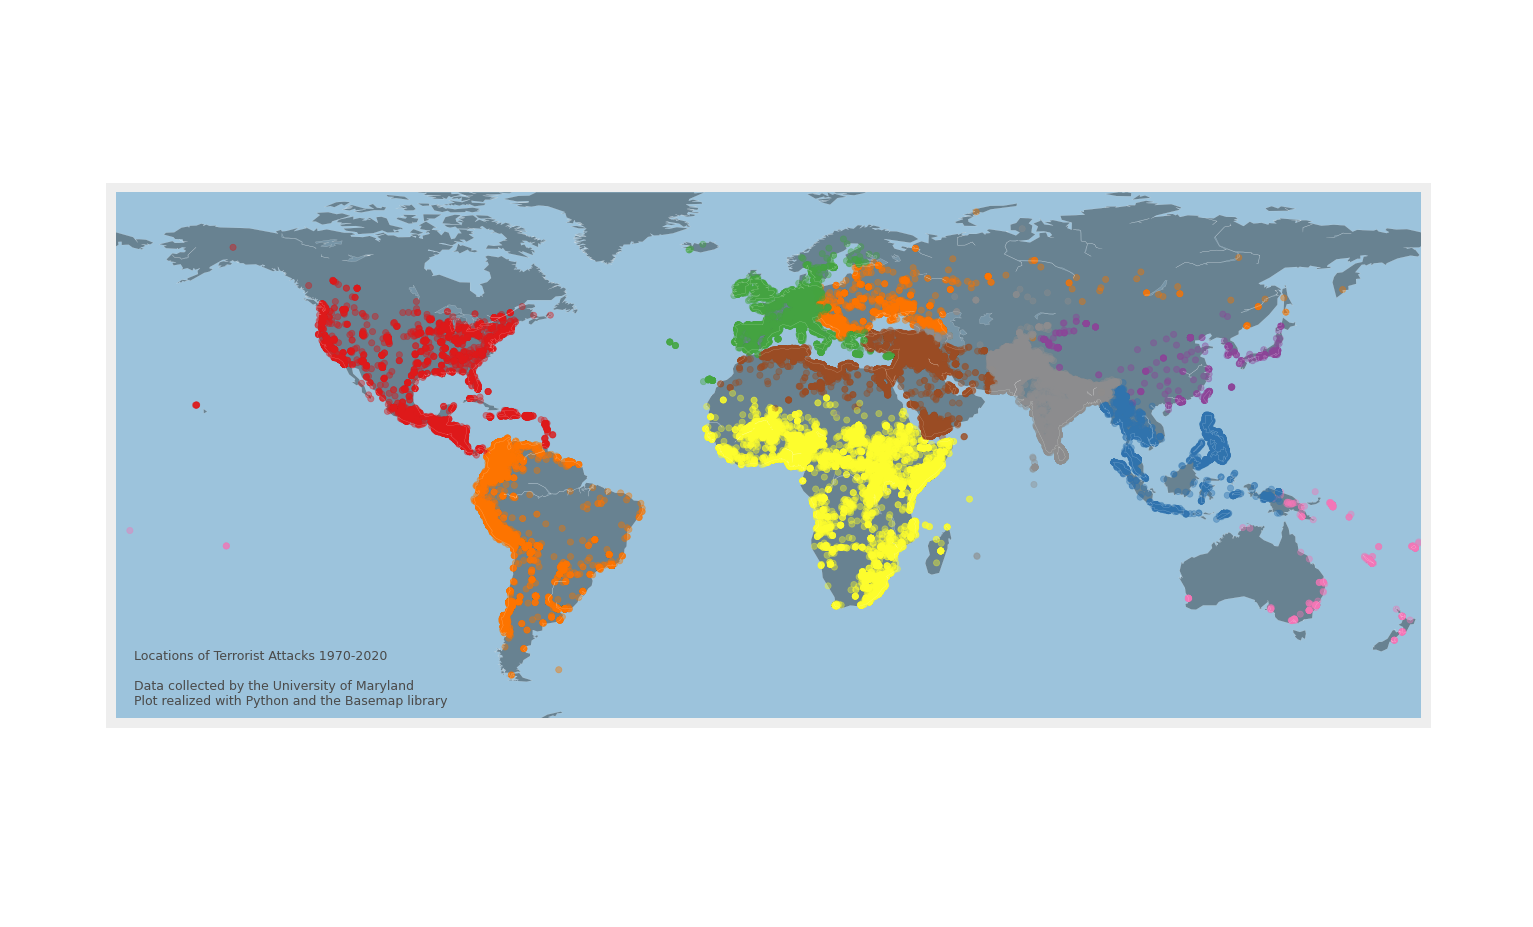 Locations of Terrorist Attacks 1970-2020
Data collected by the University of Maryland
Plot realized with Python and the Basemap library